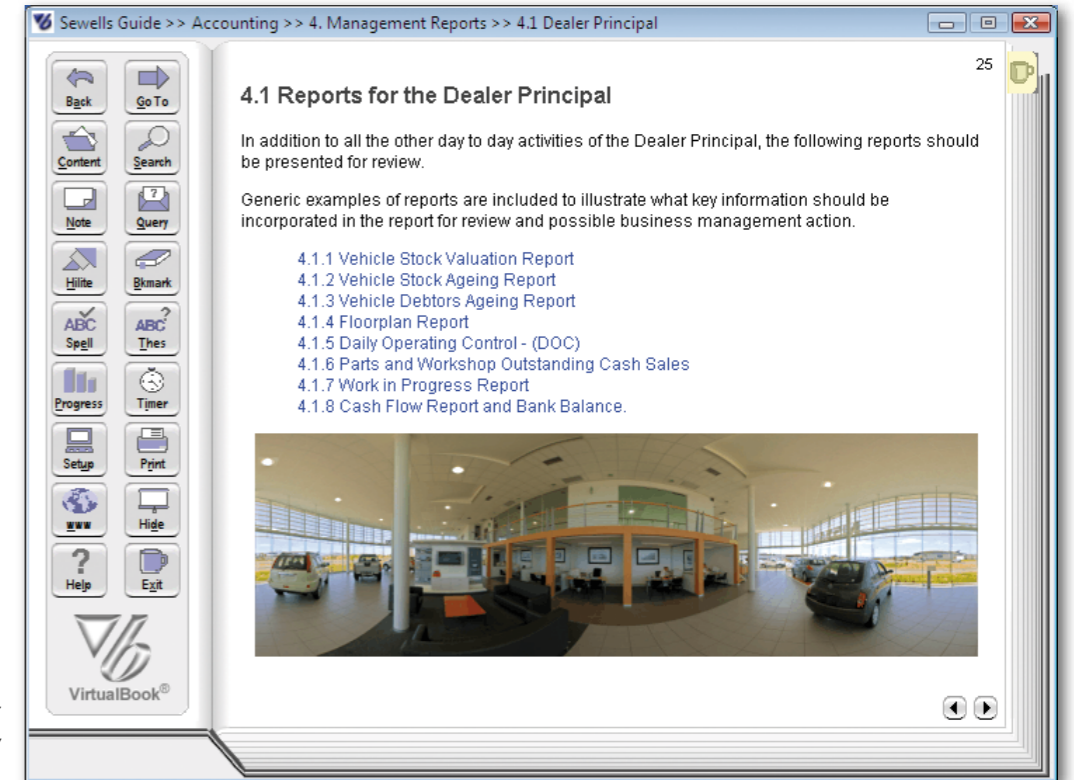 Sewells Guide >> Accounting >> 4. Management Reports >> 4.1 Dealer Principal
Back
Go To
Content
Search
Note
Query
Hilite
Bkmark
ABC
ABC?
Spell
Thes
Progress
Timer
Setup
Print
www
Hide
?
Help
Exit
V6
VirtualBook®
25
4.1 Reports for the Dealer Principal
In addition to all the other day to day activities of the Dealer Principal, the following reports should
be presented for review.
Generic examples of reports are included to illustrate what key information should be
incorporated in the report for review and possible business management action.
4.1.1 Vehicle Stock Valuation Report
4.1.2 Vehicle Stock Ageing Report
4.1.3 Vehicle Debtors Ageing Report
4.1.4 Floorplan Report
4.1.5 Daily Operating Control - (DOC)
4.1.6 Parts and Workshop Outstanding Cash Sales
4.1.7 Work in Progress Report
4.1.8 Cash Flow Report and Bank Balance.